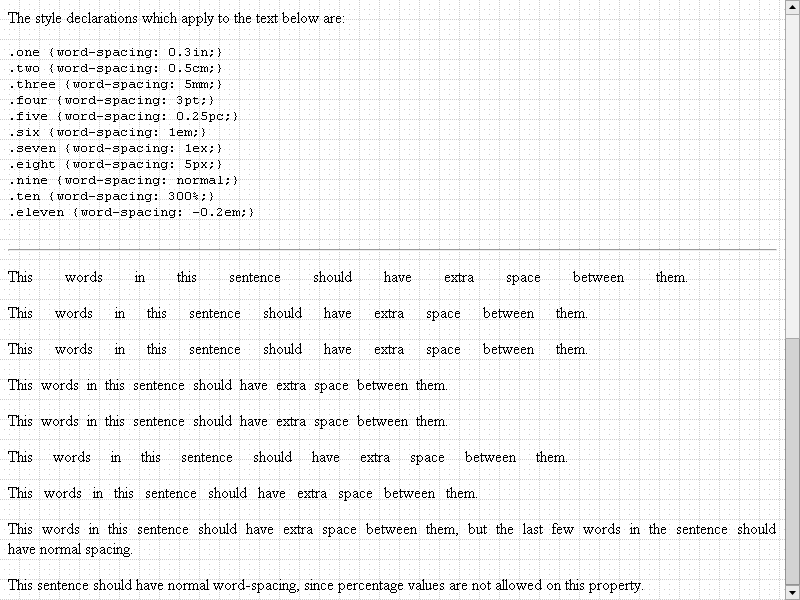 The style declarations which apply to the text below are:
.one {word-spacing: 0.3in;}
.two {word-spacing: 0.5cm;}
.three {word-spacing: 5mm;}
.four {word-spacing: 3pt;}
.five {word-spacing: 0.25pc;}
.six {word-spacing: 1em;}
.seven {word-spacing: 1ex;}
.eight {word-spacing: 5px;}
.nine {word-spacing: normal;}
.ten {word-spacing: 300%;}
.eleven {word-spacing: -0.2em;}
This words in this sentence should have extra space between them.
This words in this sentence should have extra space between them.
This words in this sentence should have extra space between them.
This words in this sentence should have extra space between them.
This words in this sentence should have extra space between them.
This words in this sentence should have extra space between them.
This words in this sentence should have extra space between them.
This words in this sentence should have extra space between them, but the last few words in the sentence should
have normal spacing.
This sentence should have normal word-spacing, since percentage values are not allowed on this property.